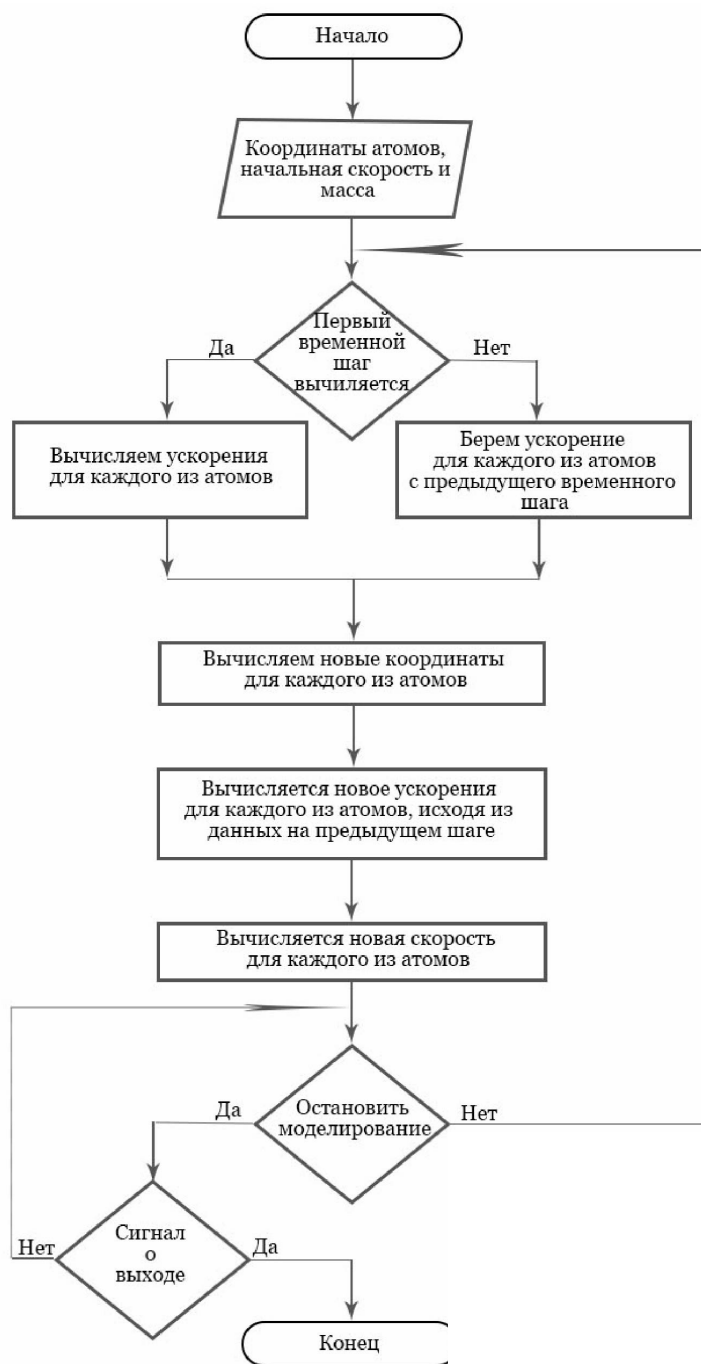 Начало
Координаты атомов,
начальная скорость и
масса
Первый
временной
шаг
вычиляется
Да
Нет
Вычисляем ускорения
для каждого из атомов
Берем ускорение
для каждого из атомов
с предыдущего временного
шага
Вычисляем новые координаты
для каждого из атомов
Вычисляется новое ускорения
для каждого из атомов, исходя из
данных на предыдущем шаге
Вычисляется новая скорость
для каждого из атомов
Остановить
моделирование
Да
Нет
Сигнал
о
выходе
Нет
Да
Конец